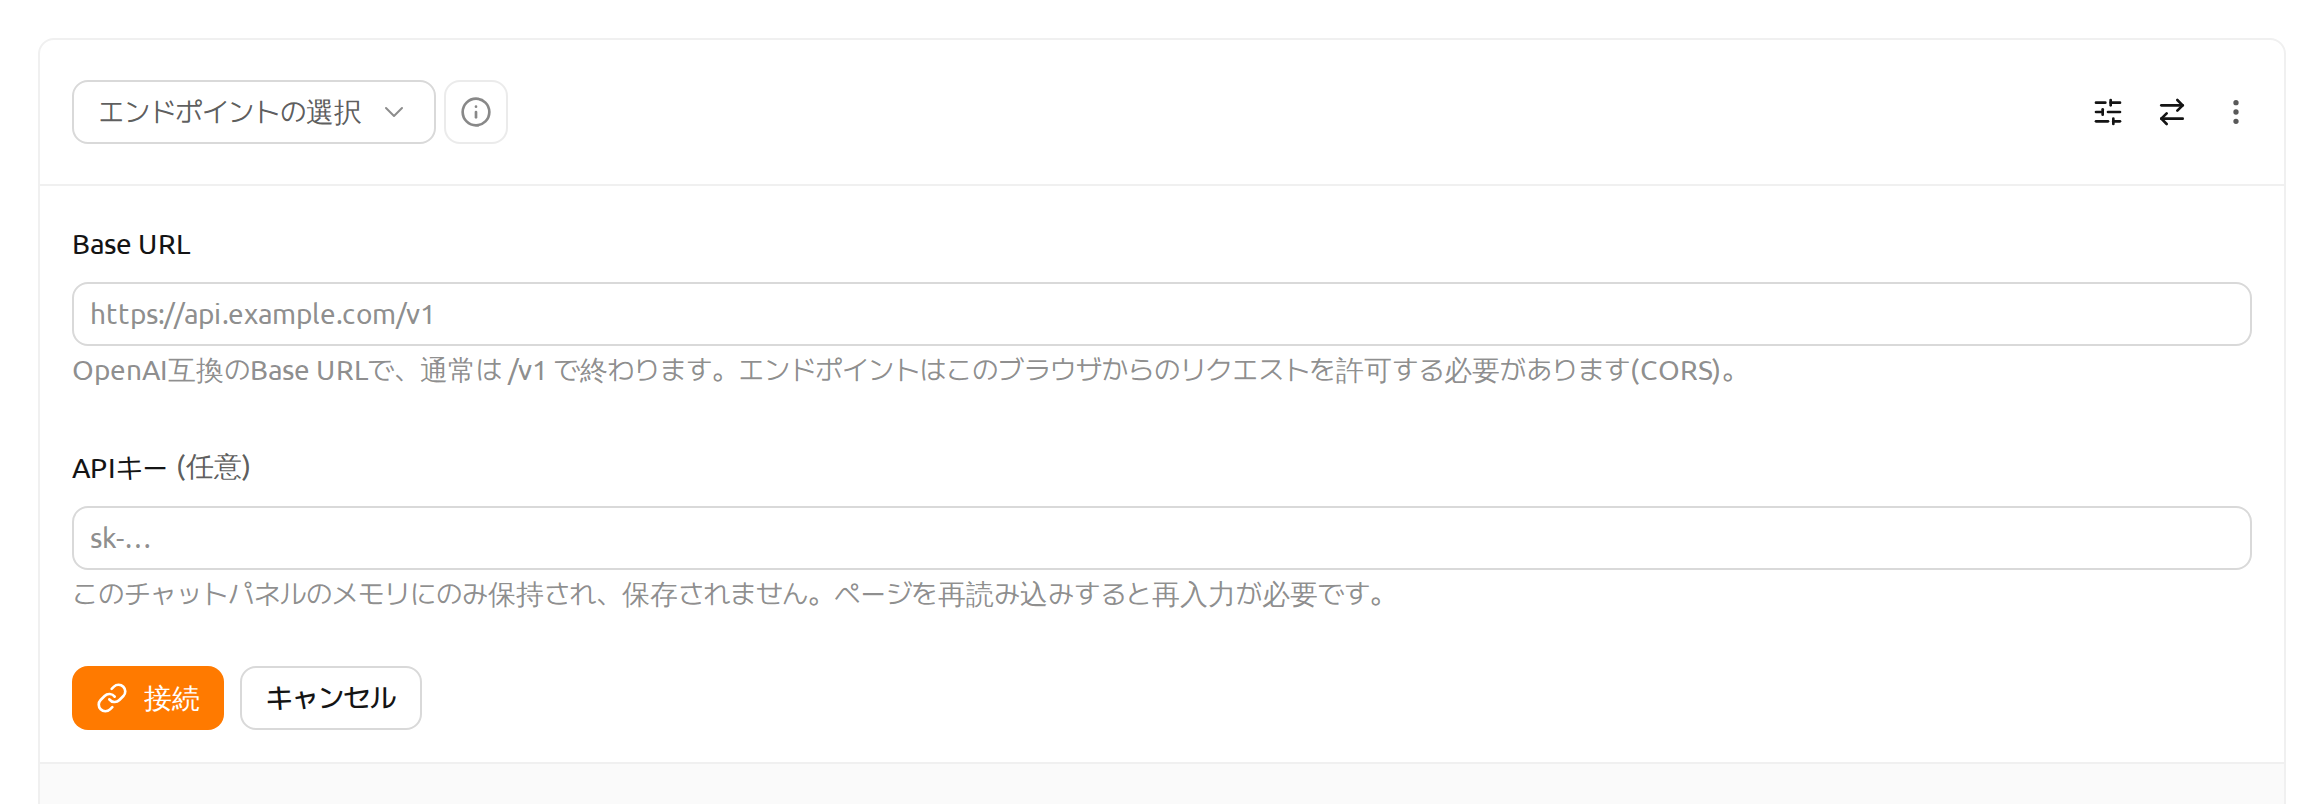 エンドポイントの選択
Base URL
https://api.example.com/v1
OpenAI互換のBase URLで、通常は /v1 で終わります。エンドポイントはこのブラウザからのリクエストを許可する必要があります(CORS)。
APIキー (任意)
sk-...
このチャットパネルのメモリにのみ保持され、保存されません。ページを再読み込みすると再入力が必要です。
接続
キャンセル